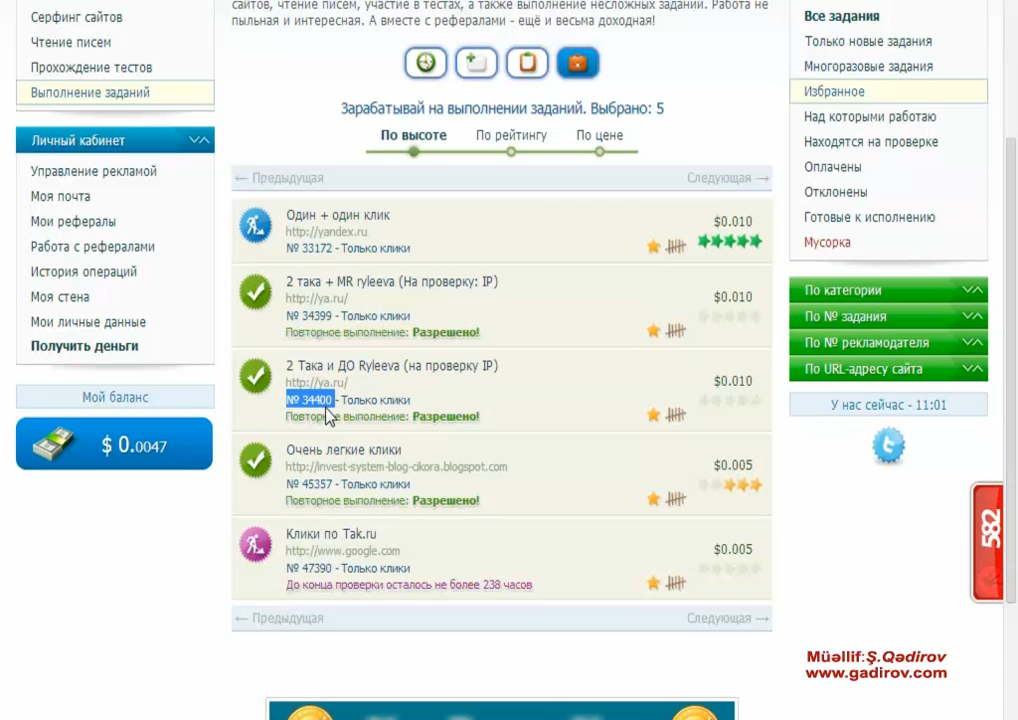 Серфинг сайтов
Чтение писем
Прохождение тестов
Выполнение заданий
Личный кабинет
Управление рекламой
Моя почта
Мои рефералы
Работа с рефералами
История операций
Моя стена
Мои личные данные
Получить деньги
Мой баланс
$ 0.0047
сайтов, чтение писем, участие в тестах, а также выполнение несложных заданий. Работа не
пыльная и интересная. А вместе с рефералами - ещё и весьма доходная!
Зарабатывай на выполнении заданий. Выбрано: 5
По высоте По рейтингу По цене
← Предыдущая Следующая →
Один + один клик
http://yandex.ru
№ 33172 - Только клики
$0.010
2 така + MR ryleeva (На проверку: IP)
http://ya.ru/
№ 34399 - Только клики
Повторное выполнение: Разрешено!
$0.010
2 Така и ДО Ryleeva (на проверку IP)
http://ya.ru/
№ 34400 - Только клики
Повторное выполнение: Разрешено!
$0.010
Очень легкие клики
http://invest-system-blog-cikora.blogspot.com
№ 45357 - Только клики
Повторное выполнение: Разрешено!
$0.005
Клики по Tak.ru
http://www.google.com
№ 47390 - Только клики
До конца проверки осталось не более 238 часов
$0.005
← Предыдущая Следующая →
Все задания
Только новые задания
Многоразовые задания
Избранное
Над которыми работаю
Находятся на проверке
Оплачены
Отклонены
Готовые к исполнению
Мусорка
По категории
По № задания
По № рекламодателя
По URL-адресу сайта
У нас сейчас - 11:01
582
Müəllif:Ş.Qədirov
www.gadirov.com